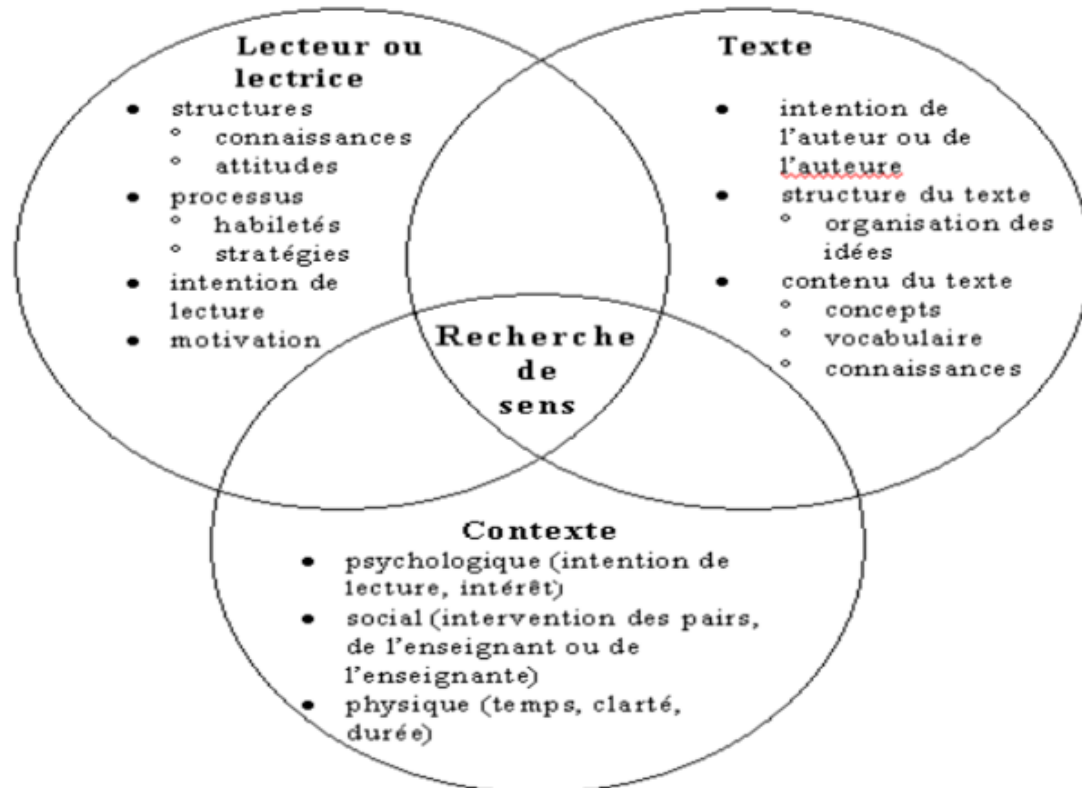 Lecteur ou
lectrice
• structures
° connaissances
° attitudes
• processus
° habiletés
° stratégies
• intention de
lecture
• motivation
Texte
• intention de
l'auteur ou de
l'auteure
• structure du texte
° organisation des
idées
• contenu du texte
° concepts
° vocabulaire
° connaissances
Recherche
de
sens
Contexte
• psychologique (intention de
lecture, intérêt)
• social (intervention des pairs,
de l'enseignant ou de
l'enseignante)
• physique (temps, clarté,
durée)